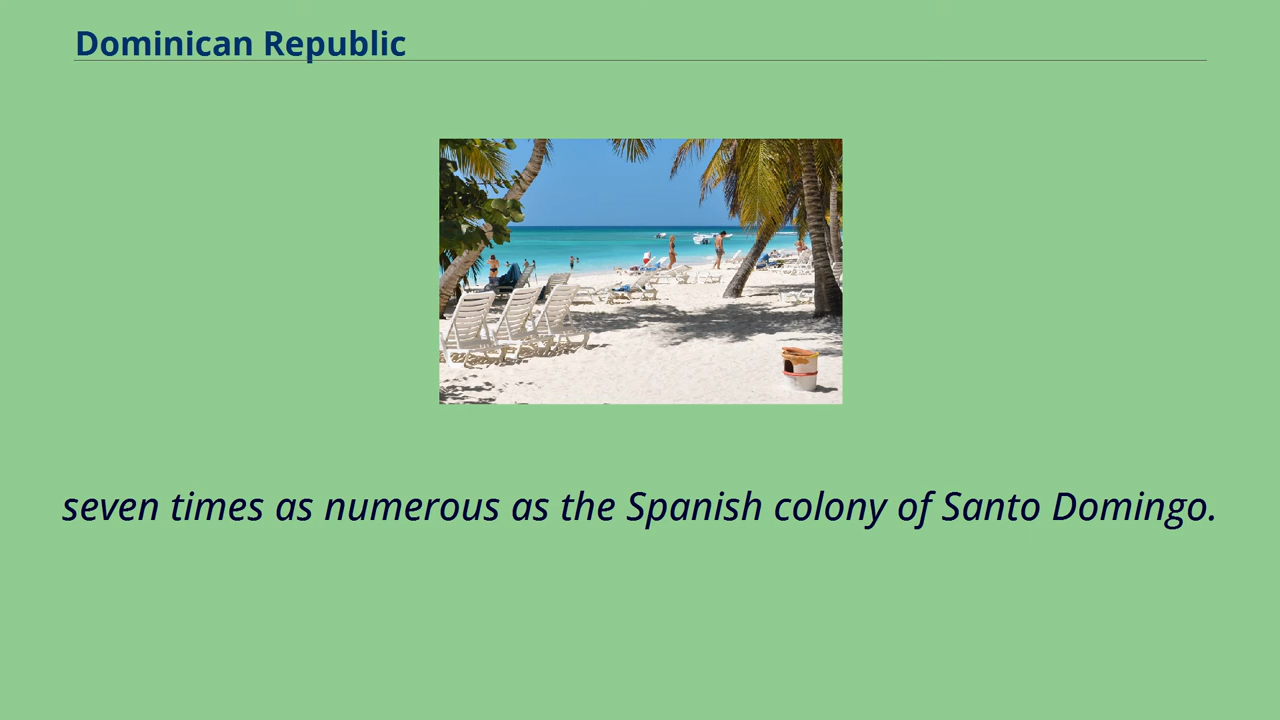 Dominican Republic
seven times as numerous as the Spanish colony of Santo Domingo.